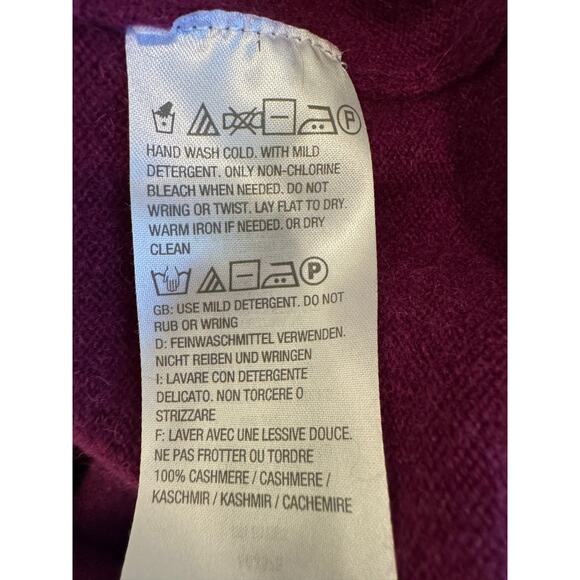 P
HAND WASH COLD. WITH MILD
DETERGENT. ONLY NON-CHLORINE
BLEACH WHEN NEEDED. DO NOT
WRING OR TWIST. LAY FLAT TO DRY.
WARM IRON IF NEEDED. OR DRY
CLEAN
P
GB: USE MILD DETERGENT. DO NOT
RUB OR WRING
D: FEINWASCHMITTEL VERWENDEN.
NICHT REIBEN UND WRINGEN
I: LAVARE CON DETERGENTE
DELICATO. NON TORCERE O
STRIZZARE
F: LAVER AVEC UNE LESSIVE DOUCE.
NE PAS FROTTER OU TORDRE
100% CASHMERE / CASHMERE /
KASCHMIR / KASHMIR / CACHEMIRE